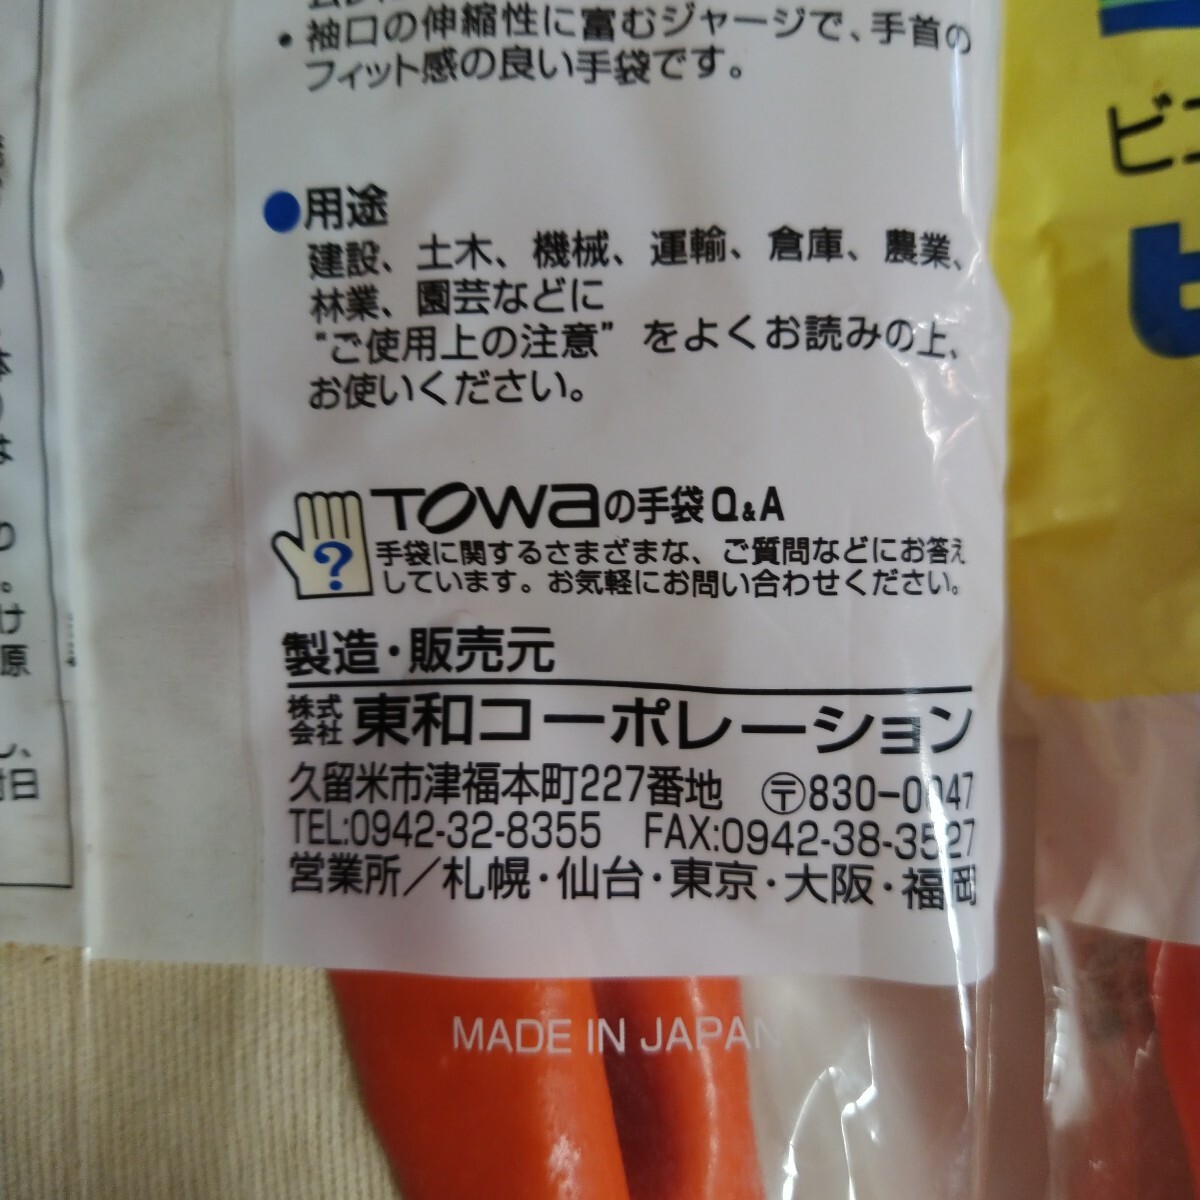 ・袖口の伸縮性に富むジャージで、手首の
フィット感の良い手袋です。
●用途
建設、土木、機械、運輸、倉庫、農業、
林業、園芸などに
“ご使用上の注意” をよくお読みの上、
お使いください。
?
TOWaの手袋Q&A
手袋に関するさまざまな、ご質問などにお答え
しています。お気軽にお問い合わせください。
製造・販売元
株式会社 東和コーポレーション
久留米市津福本町227番地 〒830-0047
TEL:0942-32-8355 FAX:0942-38-3527
営業所／札幌・仙台・東京・大阪・福岡
MADE IN JAPAN